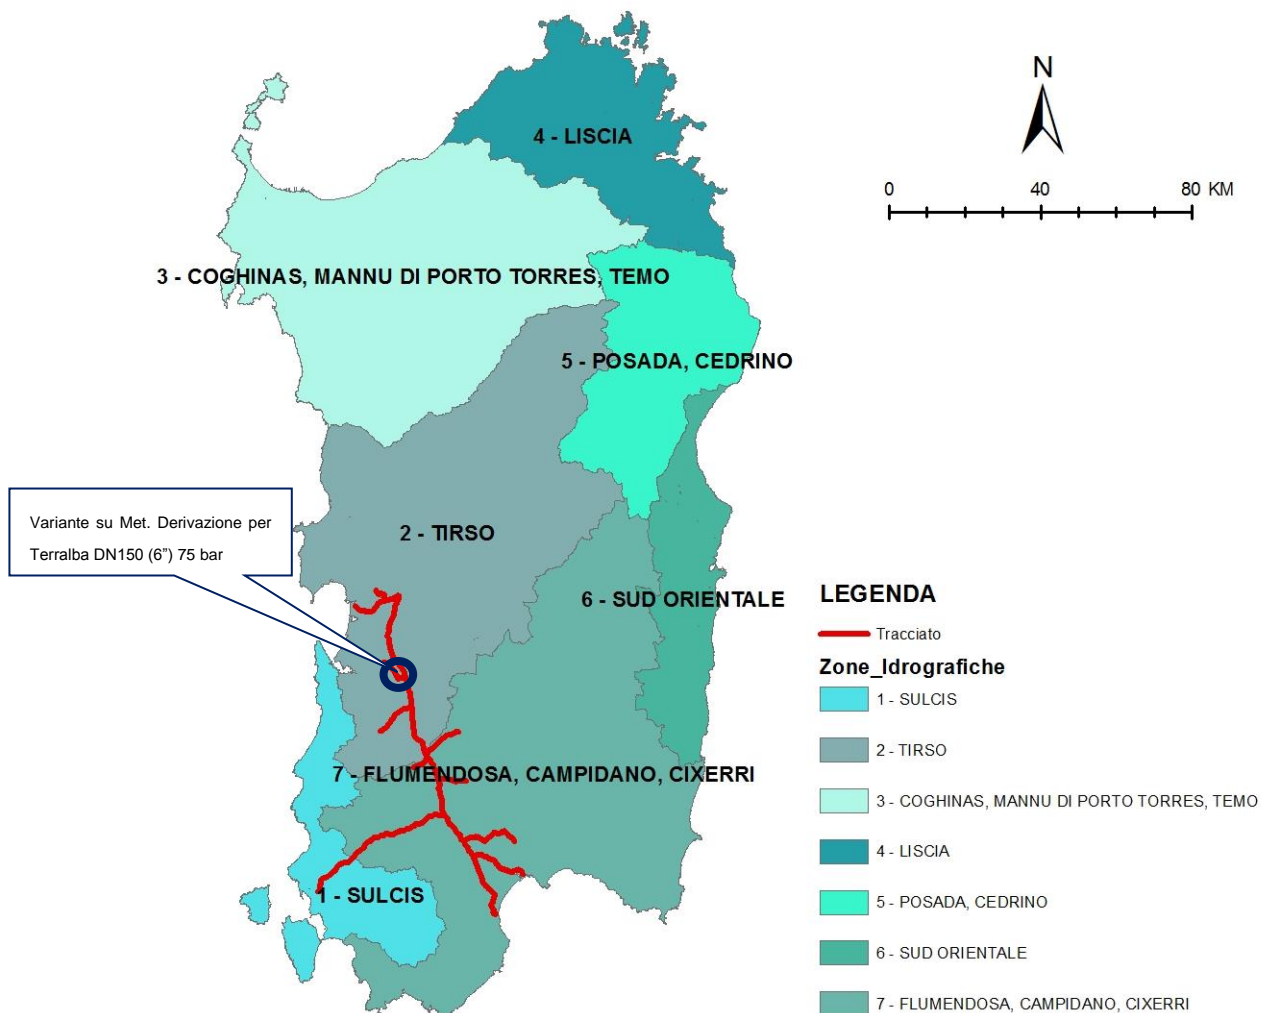 4 - LISCIA
N
0 40 80 KM
3 - COGHINAS, MANNU DI PORTO TORRES, TEMO
5 - POSADA, CEDRINO
Variante su Met. Derivazione per
Terralba DN150 (6”) 75 bar
2 - TIRSO
6 - SUD ORIENTALE
7 - FLUMENDOSA, CAMPIDANO, CIXERRI
1 - SULCIS
LEGENDA
Tracciato
Zone_Idrografiche
1 - SULCIS
2 - TIRSO
3 - COGHINAS, MANNU DI PORTO TORRES, TEMO
4 - LISCIA
5 - POSADA, CEDRINO
6 - SUD ORIENTALE
7 - FLUMENDOSA, CAMPIDANO, CIXERRI